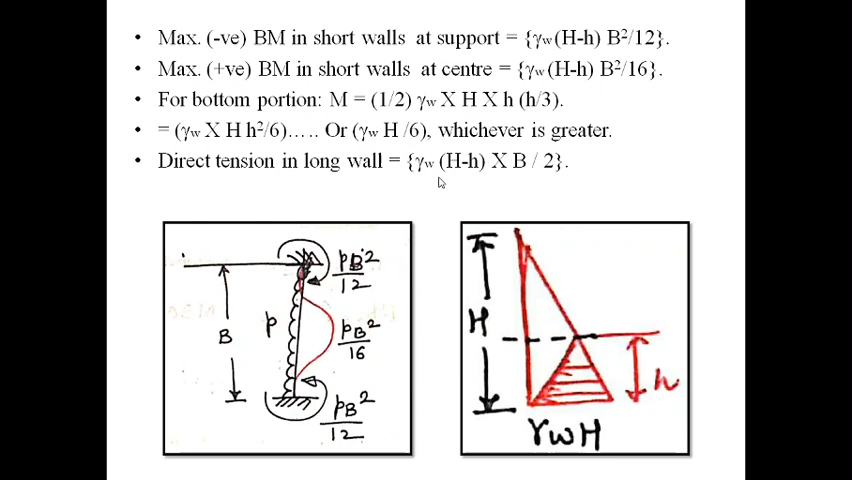 • Max. (-ve) BM in short walls at support = {γw (H-h) B²/12}.
• Max. (+ve) BM in short walls at centre = {γw (H-h) B²/16}.
• For bottom portion: M = (1/2) γw X H X h (h/3).
• = (γw X H h²/6)….. Or (γw H /6), whichever is greater.
• Direct tension in long wall = {γw (H-h) X B / 2}.
pB²/12
B
p
pB²/16
pB²/12
H
h
γwH